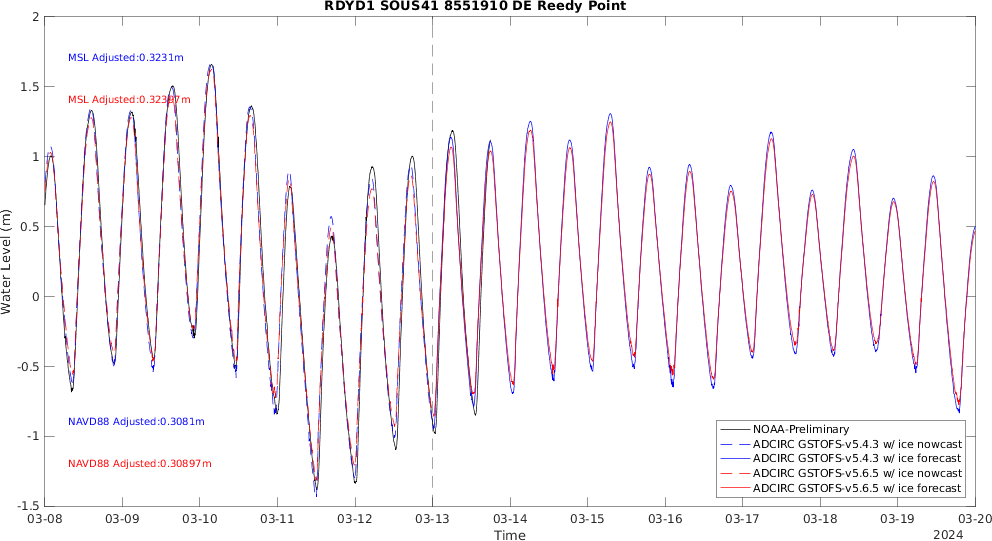 RDYD1 SOUS41 8551910 DE Reedy Point
2
1.5
1
0.5
0
-0.5
-1
-1.5
Water Level (m)
MSL Adjusted:0.3231m
MSL Adjusted:0.32397m
NAVD88 Adjusted:0.3081m
NAVD88 Adjusted:0.30897m
NOAA-Preliminary
ADCIRC GSTOFS-v5.4.3 w/ ice nowcast
ADCIRC GSTOFS-v5.4.3 w/ ice forecast
ADCIRC GSTOFS-v5.6.5 w/ ice nowcast
ADCIRC GSTOFS-v5.6.5 w/ ice forecast
03-08 03-09 03-10 03-11 03-12 03-13 03-14 03-15 03-16 03-17 03-18 03-19 03-20
Time
2024